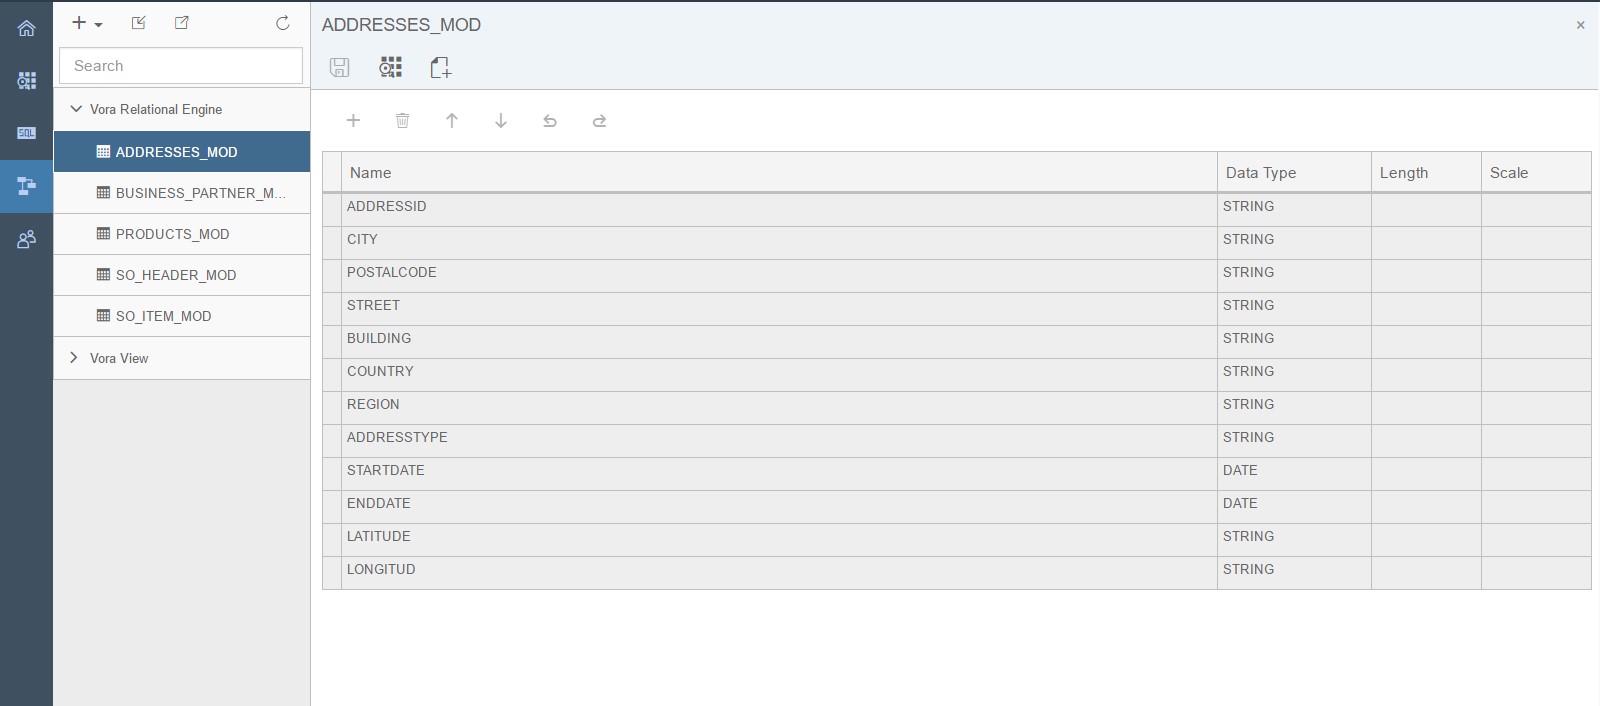 ADDRESSES_MOD
×
Search
Vora Relational Engine
ADDRESSES_MOD
BUSINESS_PARTNER_M...
PRODUCTS_MOD
SO_HEADER_MOD
SO_ITEM_MOD
Vora View
SQL
Name Data Type Length Scale
ADDRESSID STRING
CITY STRING
POSTALCODE STRING
STREET STRING
BUILDING STRING
COUNTRY STRING
REGION STRING
ADDRESSTYPE STRING
STARTDATE DATE
ENDDATE DATE
LATITUDE STRING
LONGITUD STRING